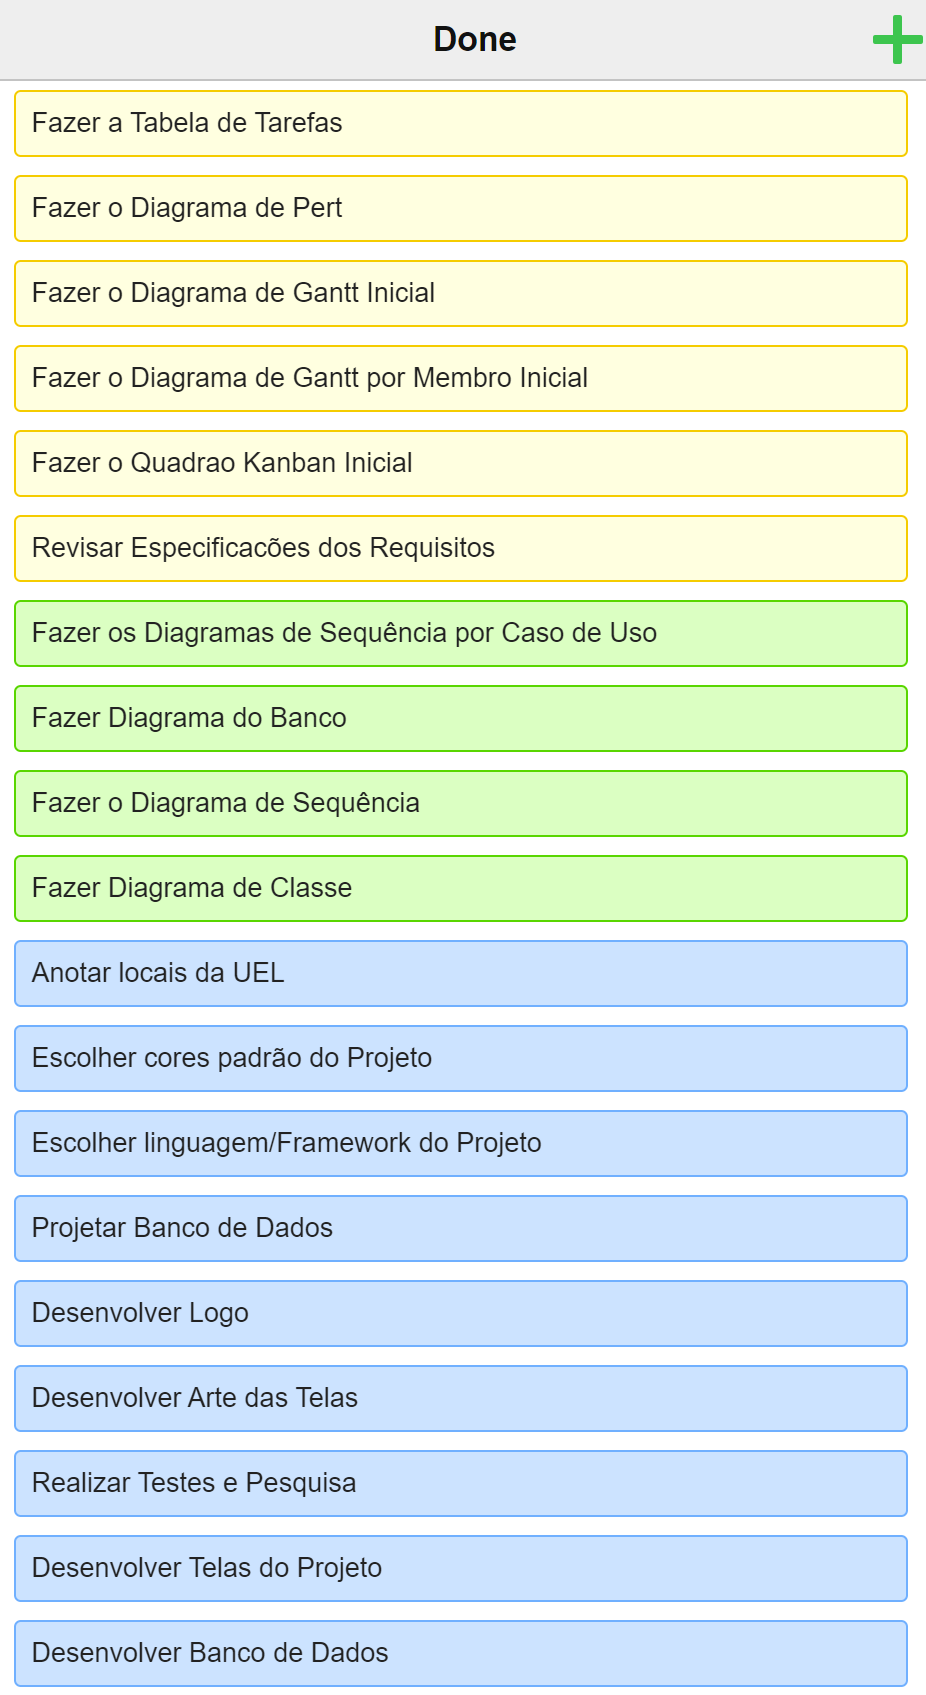 Done
Fazer a Tabela de Tarefas
Fazer o Diagrama de Pert
Fazer o Diagrama de Gantt Inicial
Fazer o Diagrama de Gantt por Membro Inicial
Fazer o Quadrao Kanban Inicial
Revisar Especificacões dos Requisitos
Fazer os Diagramas de Sequência por Caso de Uso
Fazer Diagrama do Banco
Fazer o Diagrama de Sequência
Fazer Diagrama de Classe
Anotar locais da UEL
Escolher cores padrão do Projeto
Escolher linguagem/Framework do Projeto
Projetar Banco de Dados
Desenvolver Logo
Desenvolver Arte das Telas
Realizar Testes e Pesquisa
Desenvolver Telas do Projeto
Desenvolver Banco de Dados